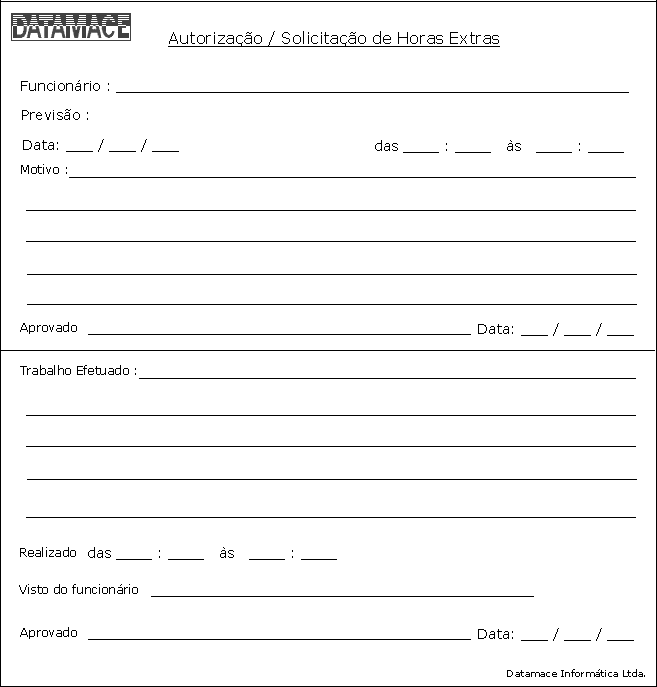 DATAMACE
Autorização / Solicitação de Horas Extras
Funcionário : ____________________
Previsão :
Data: ___ / ___ / ___ das ____ : ____ às ____ : ____
Motivo : ____________________
Aprovado ____________________ Data: ___ / ___ / ___
Trabalho Efetuado : ____________________
Realizado das ____ : ____ às ____ : ____
Visto do funcionário ____________________
Aprovado ____________________ Data: ___ / ___ / ___
Datamace Informática Ltda.